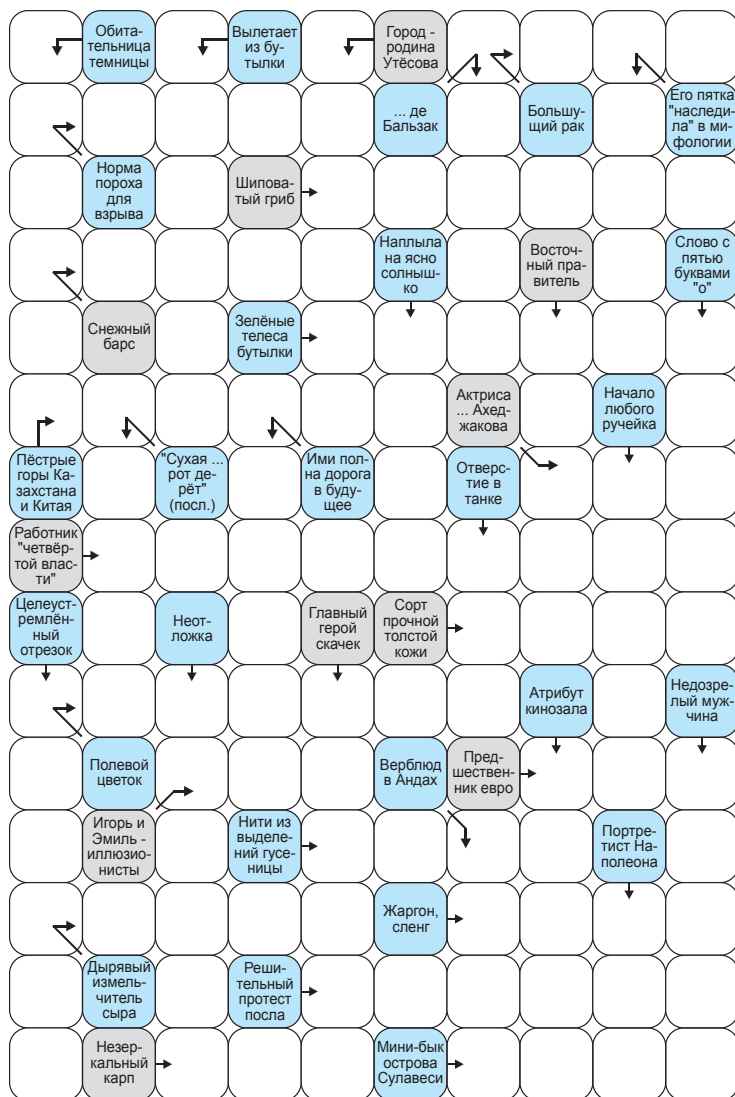 Обита-
тельница
темницы
Вылетает
из бу-
тылки
Город -
родина
Утёсова
... де
Бальзак
Большу-
щий рак
Его пятка
"наследи-
ла" в ми-
фологии
Норма
пороха
для
взрыва
Шипова-
тый гриб
Наплыла
на ясно
солныш-
ко
Восточ-
ный пра-
витель
Слово с
пятью
буквами
"о"
Снежный
барс
Зелёные
телеса
бутылки
Актриса
... Ахед-
жакова
Начало
любого
ручейка
Пёстрые
горы Ка-
захстана
и Китая
"Сухая ...
рот де-
рёт"
(посл.)
Ими пол-
на дорога
в буду-
щее
Отверс-
тие в
танке
Работник
"четвёр-
той влас-
ти"
Целеуст-
ремлён-
ный
отрезок
Неот-
ложка
Главный
герой
скачек
Сорт
прочной
толстой
кожи
Атрибут
кинозала
Недозре-
лый муж-
чина
Полевой
цветок
Верблюд
в Андах
Пред-
шествен-
ник евро
Игорь и
Эмиль -
иллюзио-
нисты
Нити из
выделе-
ний гусе-
ницы
Портре-
тист На-
полеона
Жаргон,
сленг
Дырявый
измель-
читель
сыра
Реши-
тельный
протест
посла
Незер-
кальный
карп
Мини-бык
острова
Сулавеси